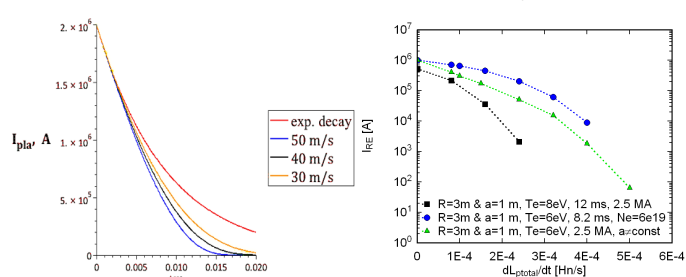 2. × 10⁶
1.5 × 10⁶
1. × 10⁶
5. × 10⁵
0
I_pla, A
0
0.005
0.010
0.015
0.020
exp. decay
50 m/s
40 m/s
30 m/s
10⁶
10⁵
10⁴
10³
10²
10¹
10⁰
I_RE [A]
R=3m & a=1 m, Te=8eV, 12 ms, 2.5 MA
R=3m & a=1 m, Te=6eV, 8.2 ms, Ne=6e19
R=3m & a=1 m, Te=6eV, 2.5 MA, a≠const
0
1E-4
2E-4
3E-4
4E-4
5E-4
6E-4
dL_ptotal/dt [Hn/s]